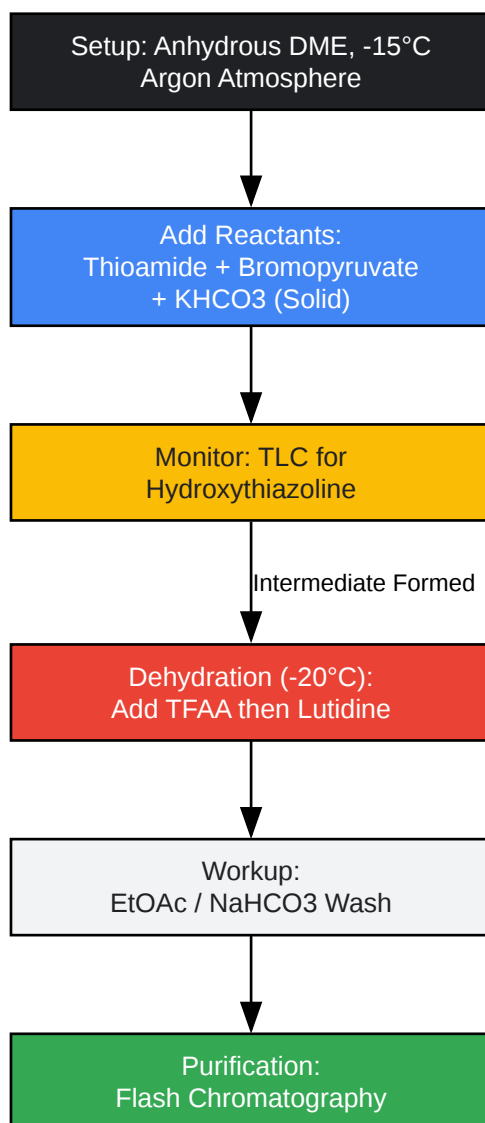 Setup: Anhydrous DME, -15°C
Argon Atmosphere
Add Reactants:
Thioamide + Bromopyruvate
+ KHCO3 (Solid)
Monitor: TLC for
Hydroxythiazoline
Intermediate Formed
Dehydration (-20°C):
Add TFAA then Lutidine
Workup:
EtOAc / NaHCO3 Wash
Purification:
Flash Chromatography